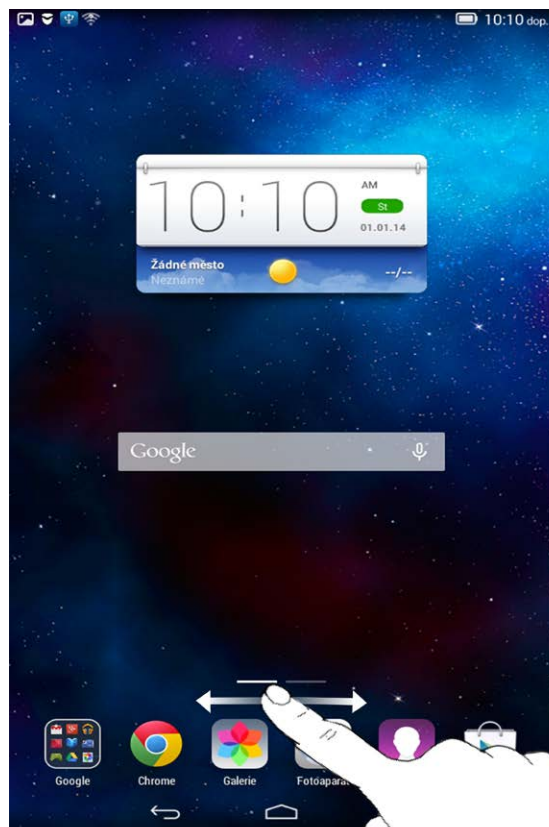 10:10 dop.
10:10
AM
St
01.01.14
Žádné město
Neznámé
--/--
Google
Google
Chrome
Galerie
Fotoaparát